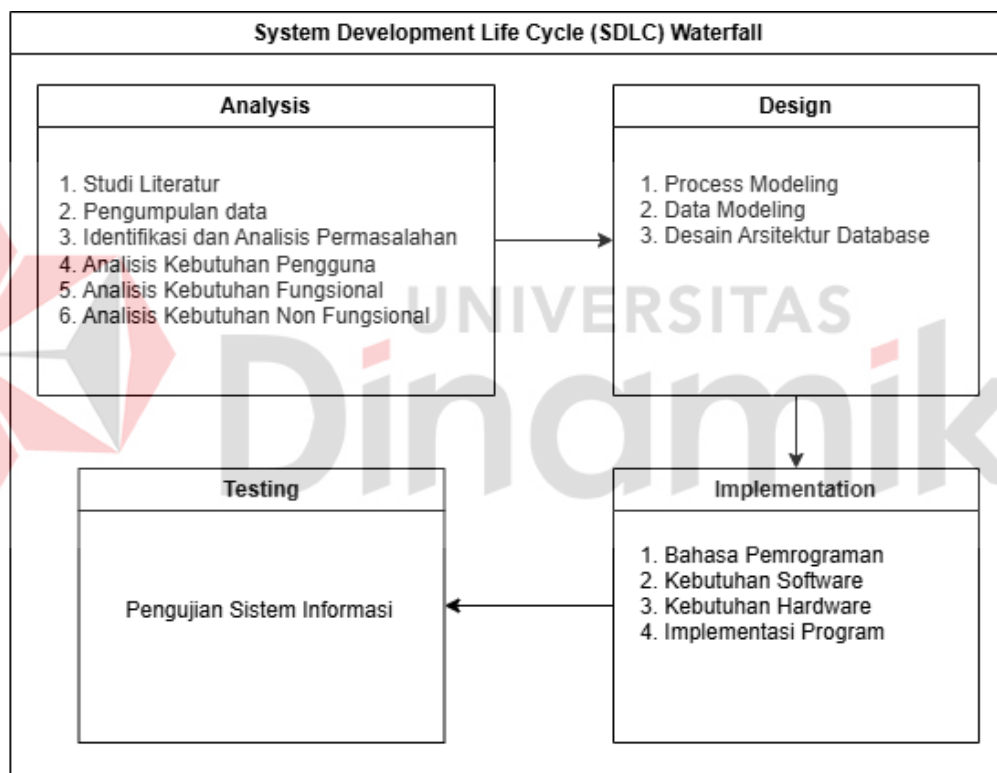 System Development Life Cycle (SDLC) Waterfall
Analysis
1. Studi Literatur
2. Pengumpulan data
3. Identifikasi dan Analisis Permasalahan
4. Analisis Kebutuhan Pengguna
5. Analisis Kebutuhan Fungsional
6. Analisis Kebutuhan Non Fungsional
Design
1. Process Modeling
2. Data Modeling
3. Desain Arsitektur Database
UNIVERSITAS
Dinamik
Testing
Pengujian Sistem Informasi
Implementation
1. Bahasa Pemrograman
2. Kebutuhan Software
3. Kebutuhan Hardware
4. Implementasi Program